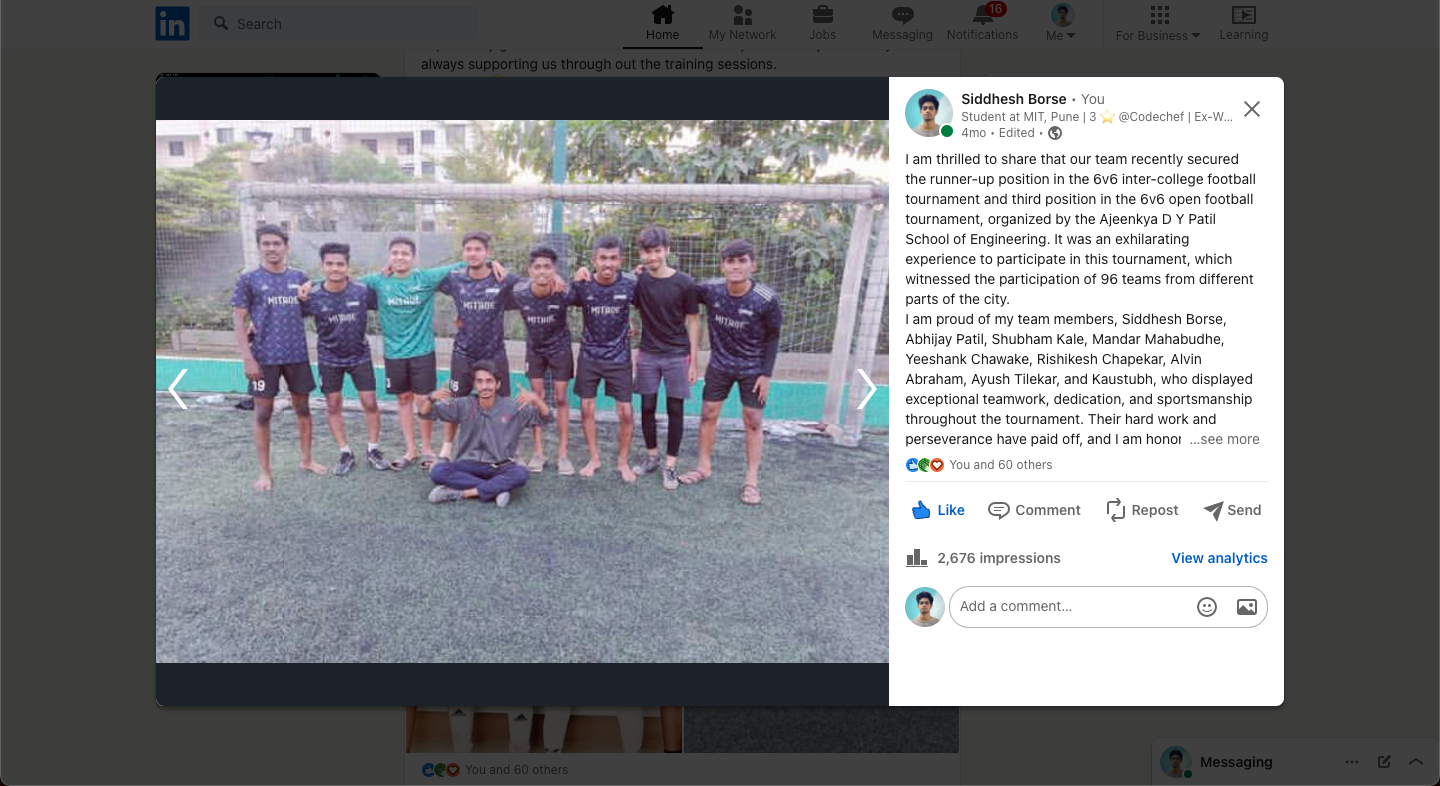 in
Search
Home
My Network
Jobs
Messaging
16
Notifications
Me
For Business
Learning
always supporting us through out the training sessions.
MITAOE
MITAOE
MITAOE
MITAOE
MITAOE
MITAOE
MITAOE
19
Siddhesh Borse • You
Student at MIT, Pune | 3 ⭐ @Codechef | Ex-W...
4mo • Edited •
I am thrilled to share that our team recently secured
the runner-up position in the 6v6 inter-college football
tournament and third position in the 6v6 open football
tournament, organized by the Ajeenkya D Y Patil
School of Engineering. It was an exhilarating
experience to participate in this tournament, which
witnessed the participation of 96 teams from different
parts of the city.
I am proud of my team members, Siddhesh Borse,
Abhijay Patil, Shubham Kale, Mandar Mahabudhe,
Yeeshank Chawake, Rishikesh Chapekar, Alvin
Abraham, Ayush Tilekar, and Kaustubh, who displayed
exceptional teamwork, dedication, and sportsmanship
throughout the tournament. Their hard work and
perseverance have paid off, and I am honor ...see more
You and 60 others
Like
Comment
Repost
Send
2,676 impressions
View analytics
Add a comment...
You and 60 others
Messaging